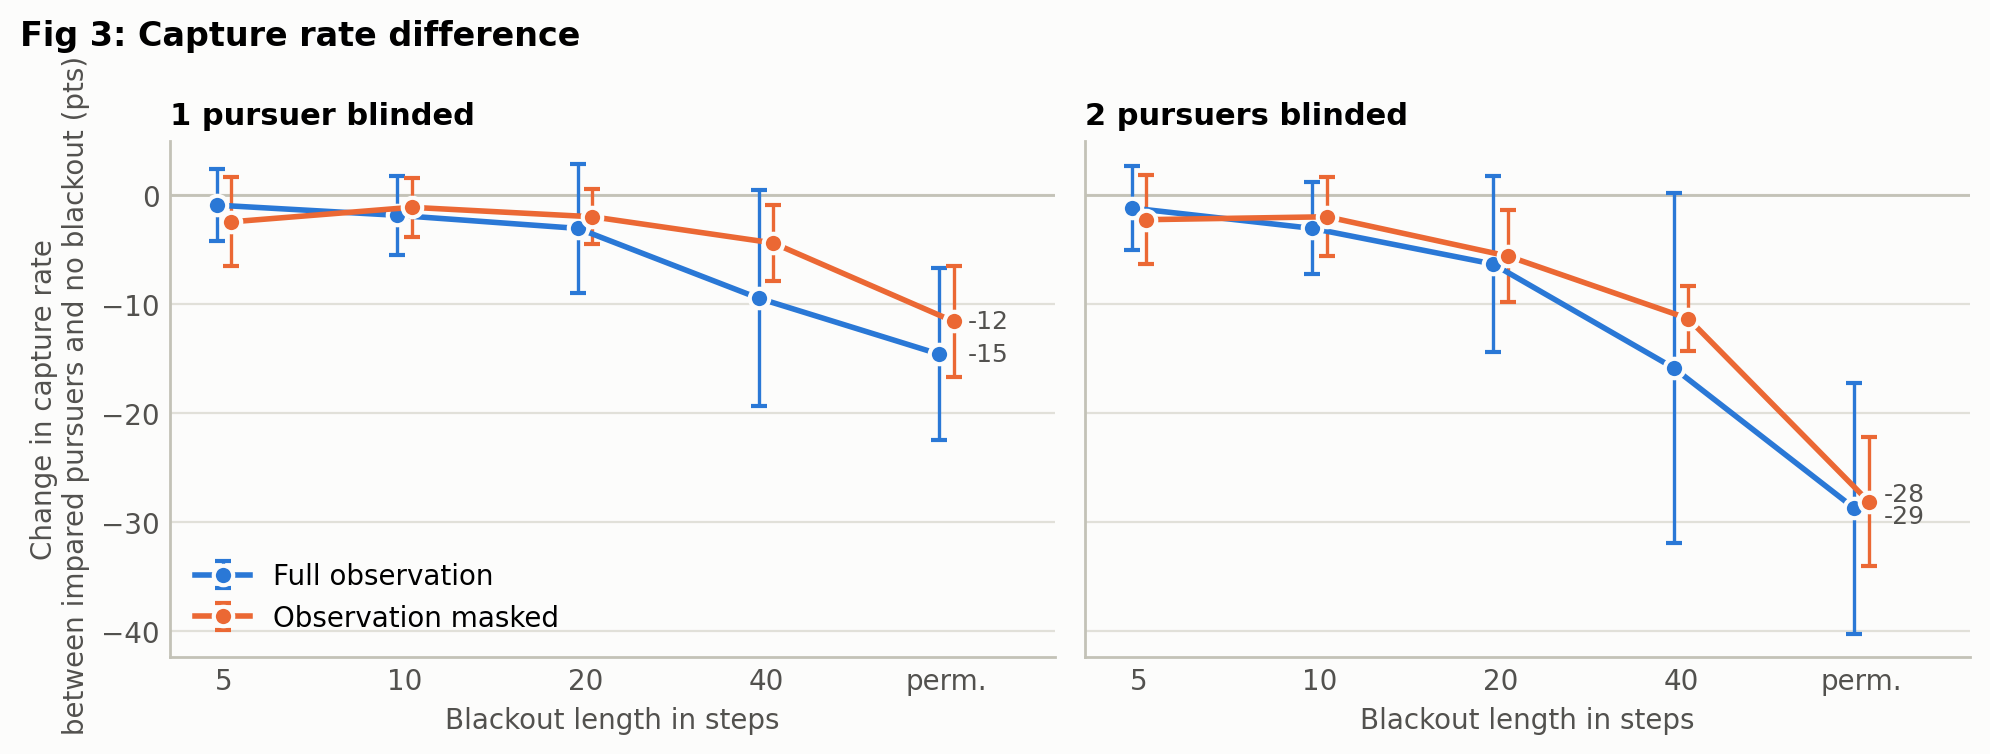 Fig 3: Capture rate difference
Change in capture rate
between impared pursuers and no blackout (pts)
1 pursuer blinded
0
−10
−20
−30
−40
-12
-15
Full observation
Observation masked
5 10 20 40 perm.
Blackout length in steps
2 pursuers blinded
-28
-29
5 10 20 40 perm.
Blackout length in steps